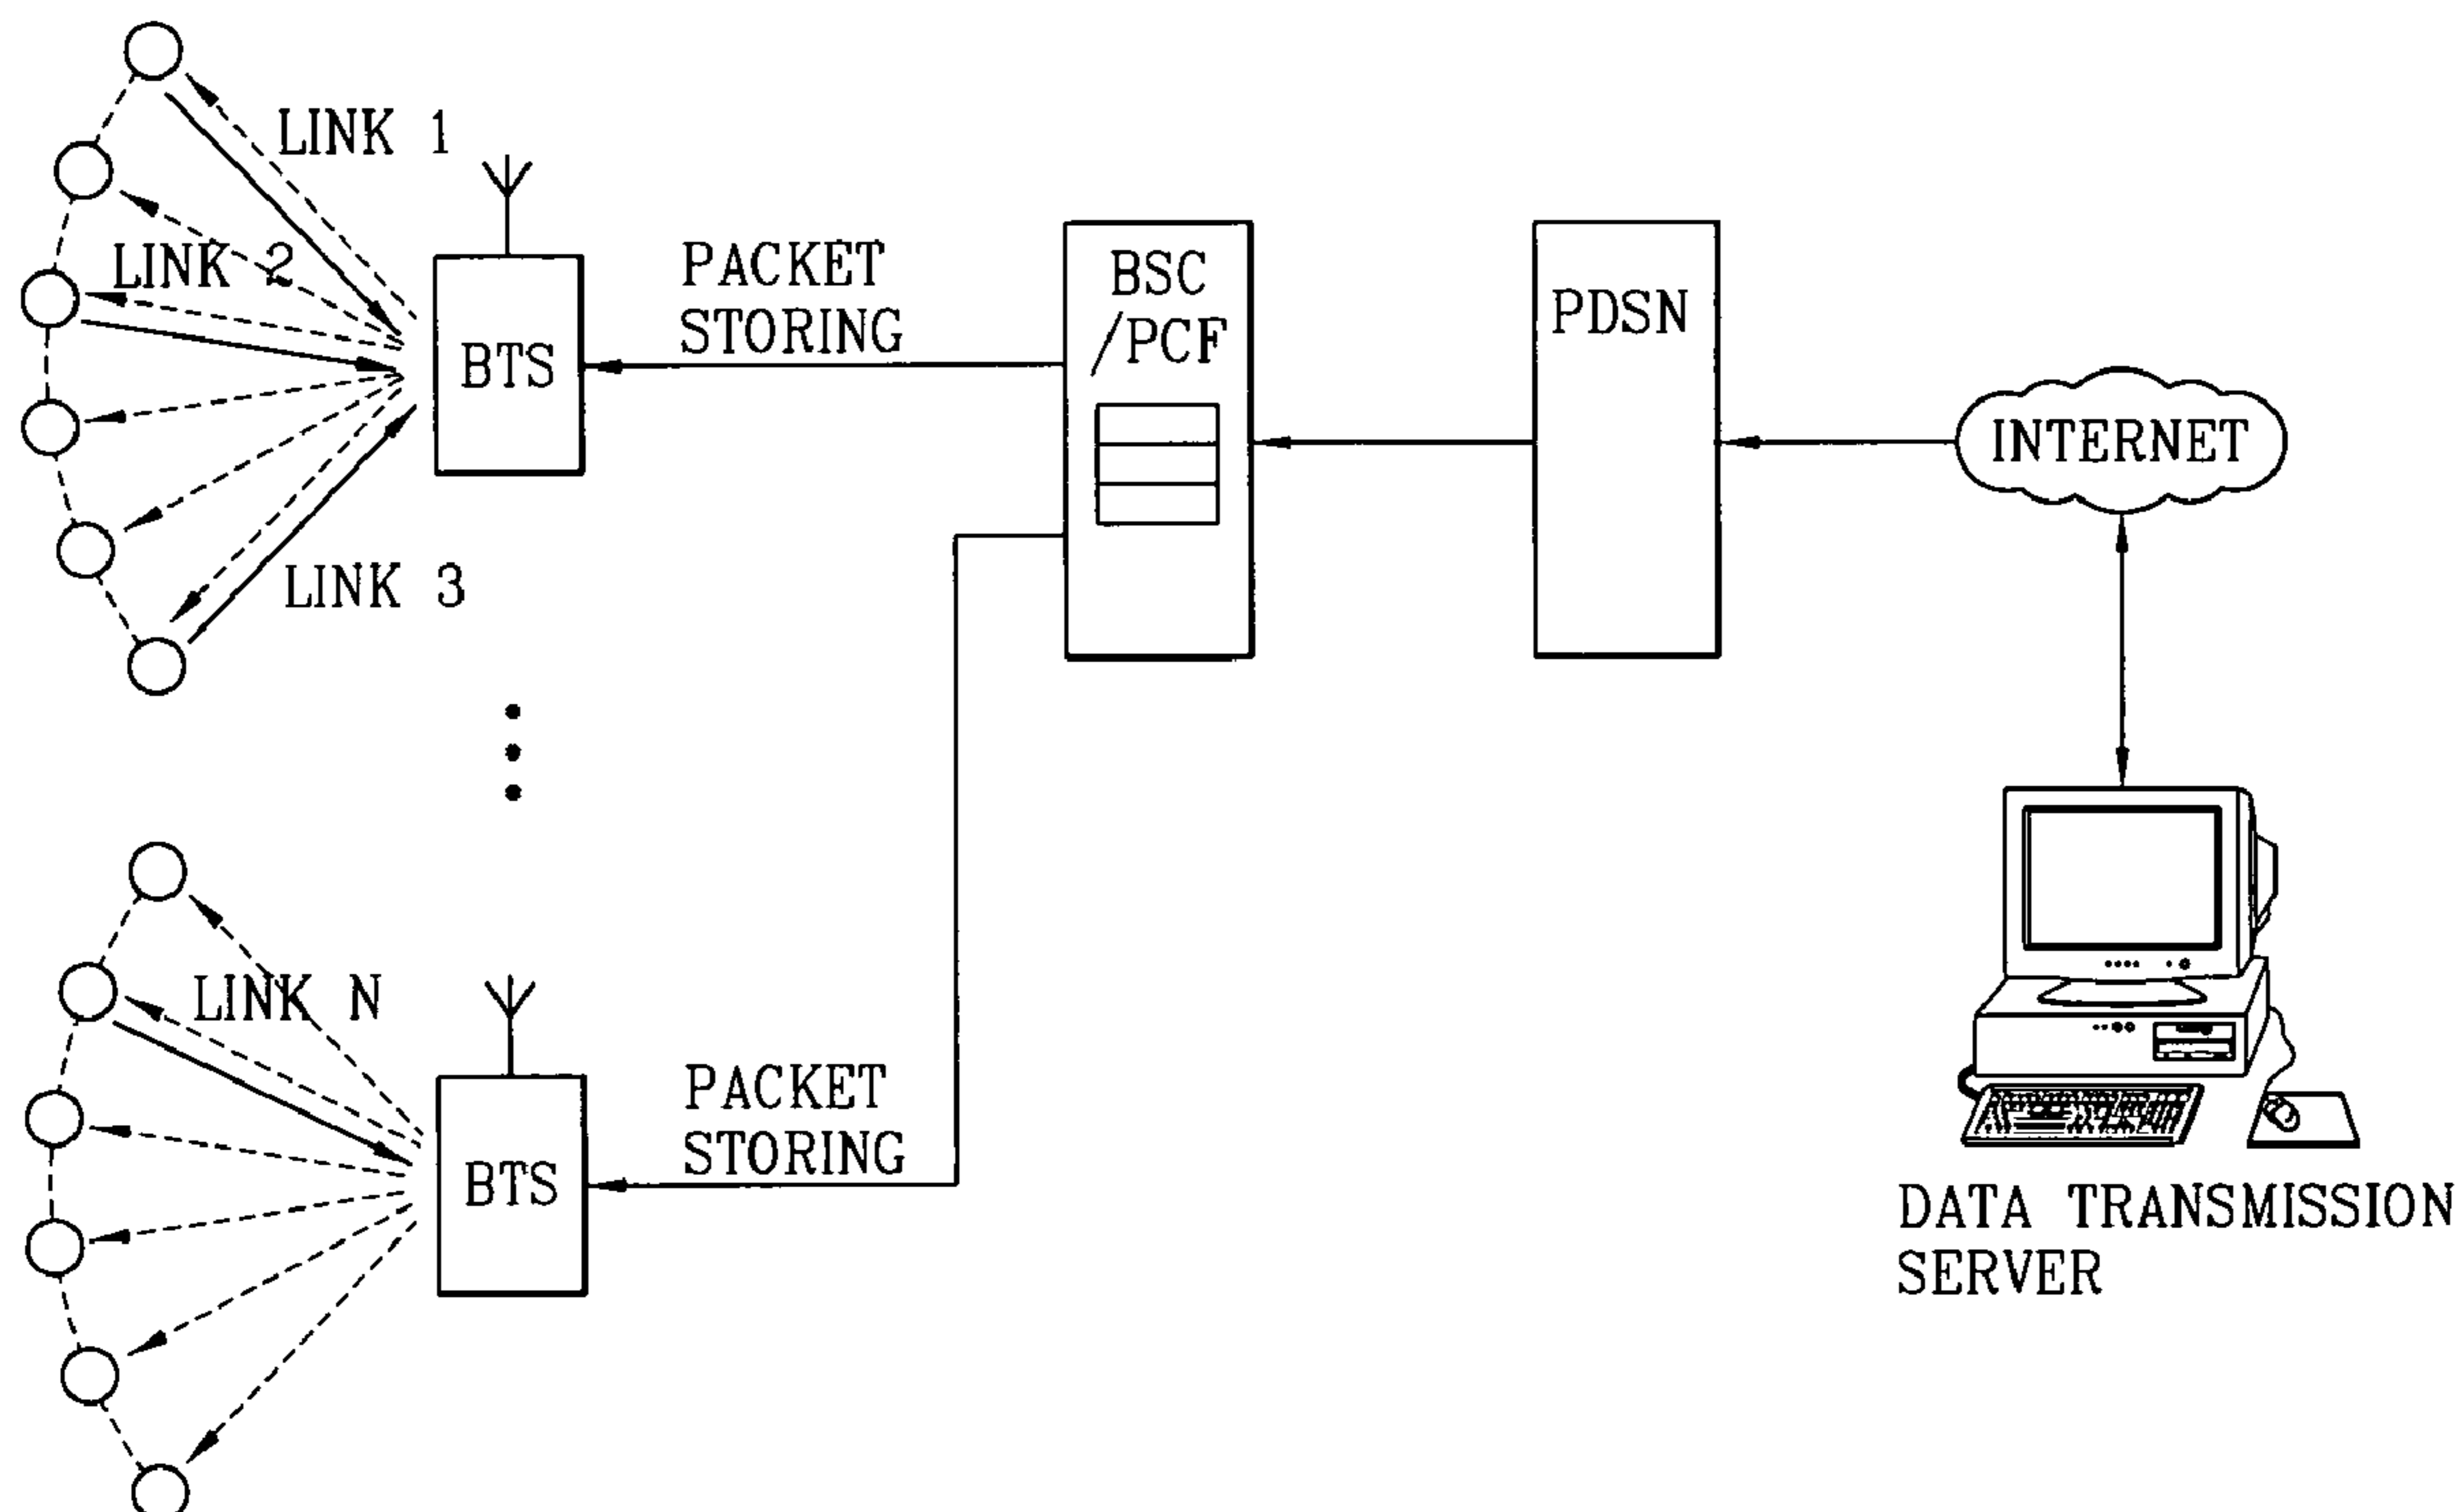 LINK 1
LINK 2
LINK 3
BTS
PACKET
STORING
BSC
/PCF
PDSN
INTERNET
LINK N
BTS
PACKET
STORING
DATA TRANSMISSION
SERVER